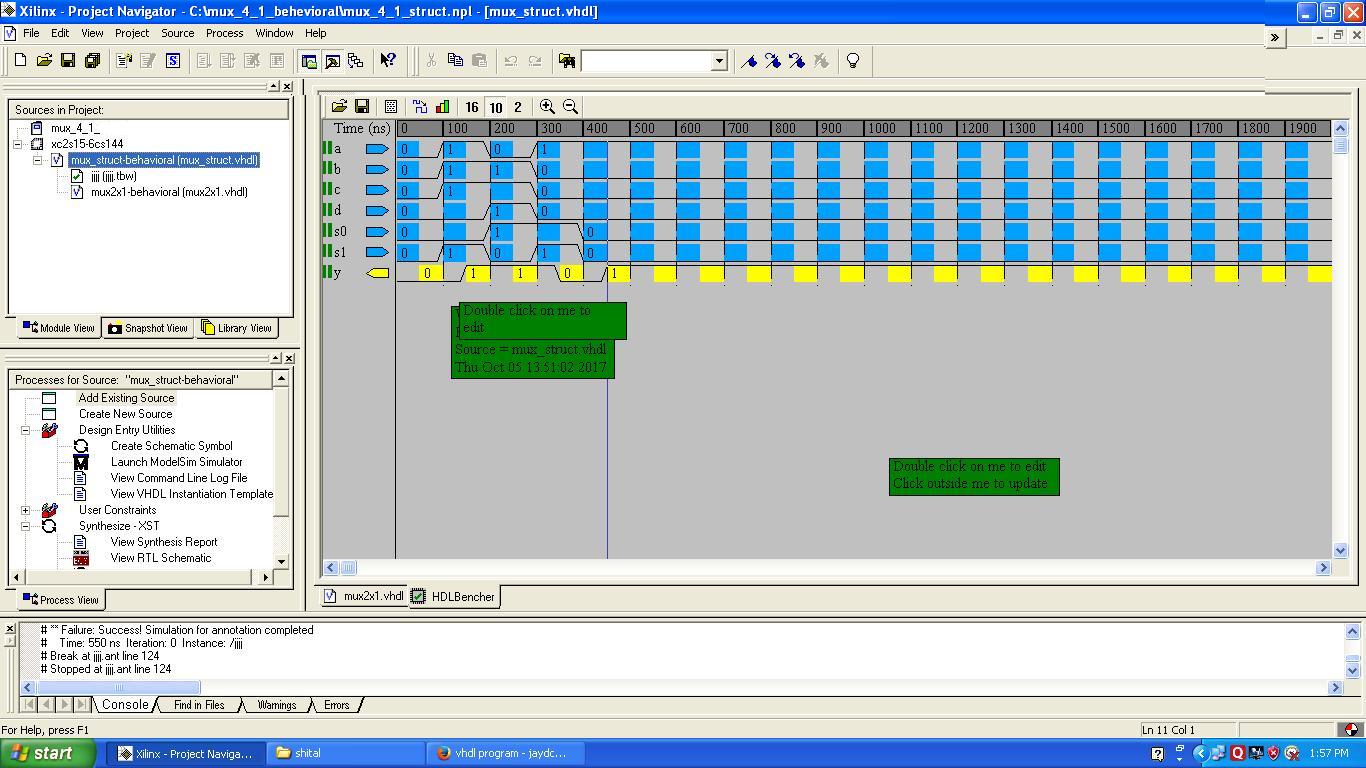 Xilinx - Project Navigator - C:\mux_4_1_behevioral\mux_4_1_struct.npl - [mux_struct.vhdl]
File Edit View Project Source Process Window Help
»
16 10 2
Sources in Project:
mux_4_1_
xc2s15-6cs144
mux_struct-behavioral (mux_struct.vhdl)
jjjj (jjjj.tbw)
mux2x1-behavioral (mux2x1.vhdl)
Module View Snapshot View Library View
Processes for Source: "mux_struct-behavioral"
Add Existing Source
Create New Source
Design Entry Utilities
Create Schematic Symbol
Launch ModelSim Simulator
View Command Line Log File
View VHDL Instantiation Template
User Constraints
Synthesize - XST
View Synthesis Report
View RTL Schematic
Process View
Time (ns) 0 100 200 300 400 500 600 700 800 900 1000 1100 1200 1300 1400 1500 1600 1700 1800 1900
a 0 1 0 1
b 0 1 1 0
c 0 1 0
d 0 1 0
s0 0 1 0
s1 0 1 0 1 0
y 0 1 1 0 1
Double click on me to
edit
Source = mux_struct.vhdl
Thu Oct 05 13:51:02 2017
Double click on me to edit
Click outside me to update
mux2x1.vhdl HDLBencher
# ** Failure: Success! Simulation for annotation completed
# Time: 550 ns Iteration: 0 Instance: /jjjj
# Break at jjjj.ant line 124
# Stopped at jjjj.ant line 124
Console Find in Files Warnings Errors
For Help, press F1
Ln 11 Col 1
start Xilinx - Project Naviga... shital vhdl program - jaydc... 1:57 PM